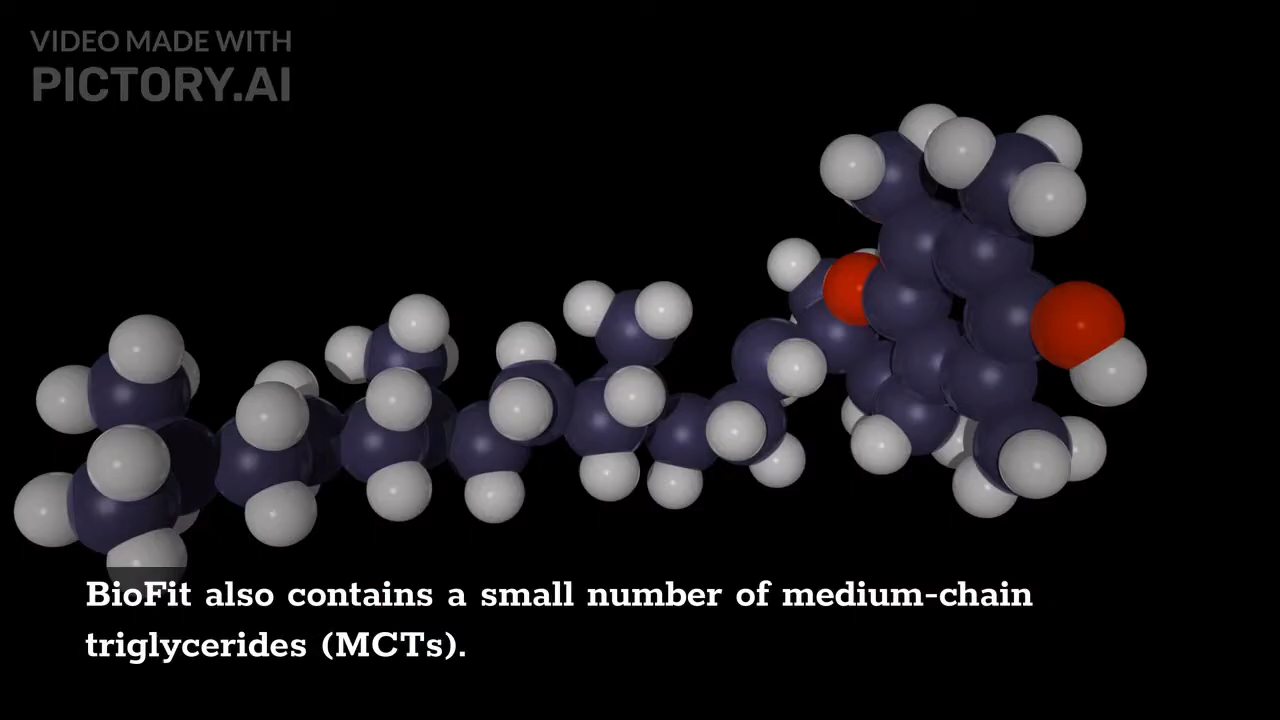 VIDEO MADE WITH
PICTORY.AI
BioFit also contains a small number of medium-chain
triglycerides (MCTs).